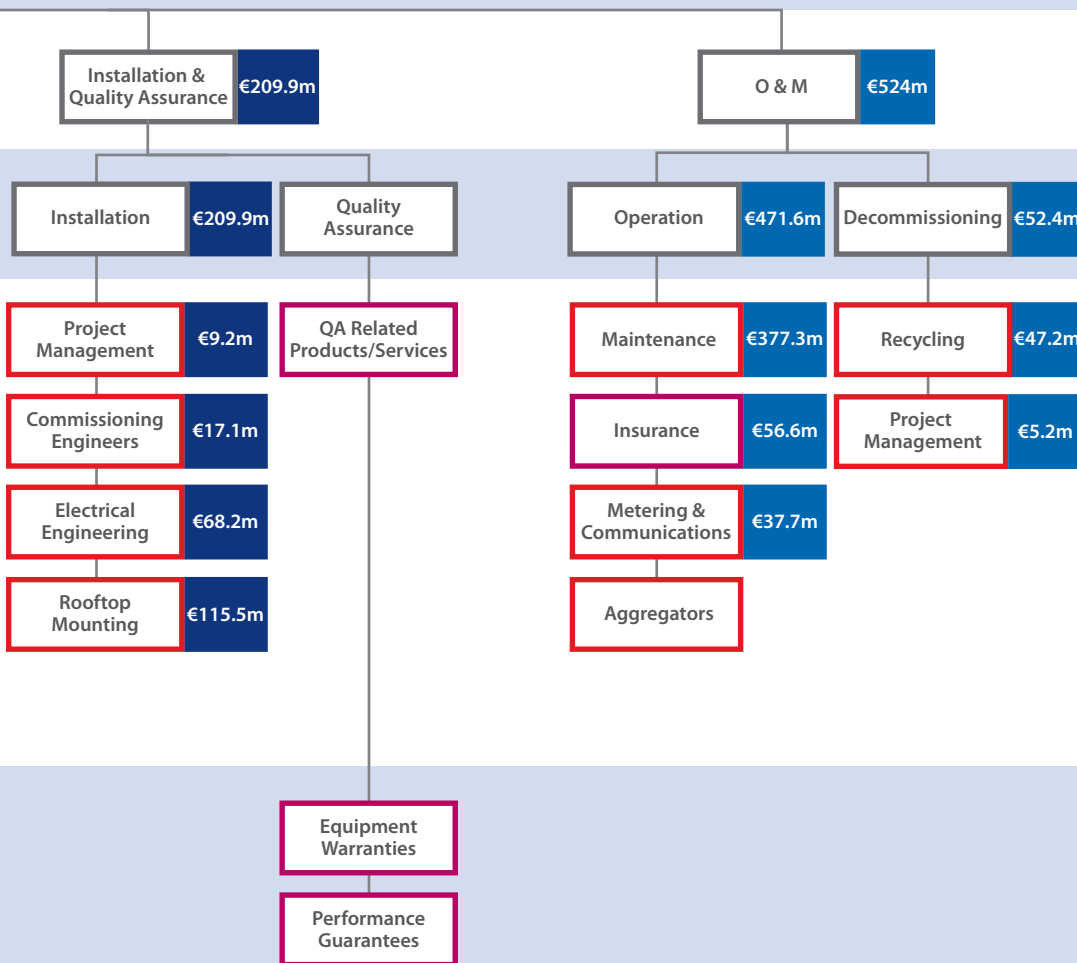 Installation &
Quality Assurance
€209.9m
O & M
€524m
Installation
€209.9m
Quality
Assurance
Operation
€471.6m
Decommissioning
€52.4m
Project
Management
€9.2m
QA Related
Products/Services
Maintenance
€377.3m
Recycling
€47.2m
Commissioning
Engineers
€17.1m
Insurance
€56.6m
Project
Management
€5.2m
Electrical
Engineering
€68.2m
Metering &
Communications
€37.7m
Rooftop
Mounting
€115.5m
Aggregators
Equipment
Warranties
Performance
Guarantees